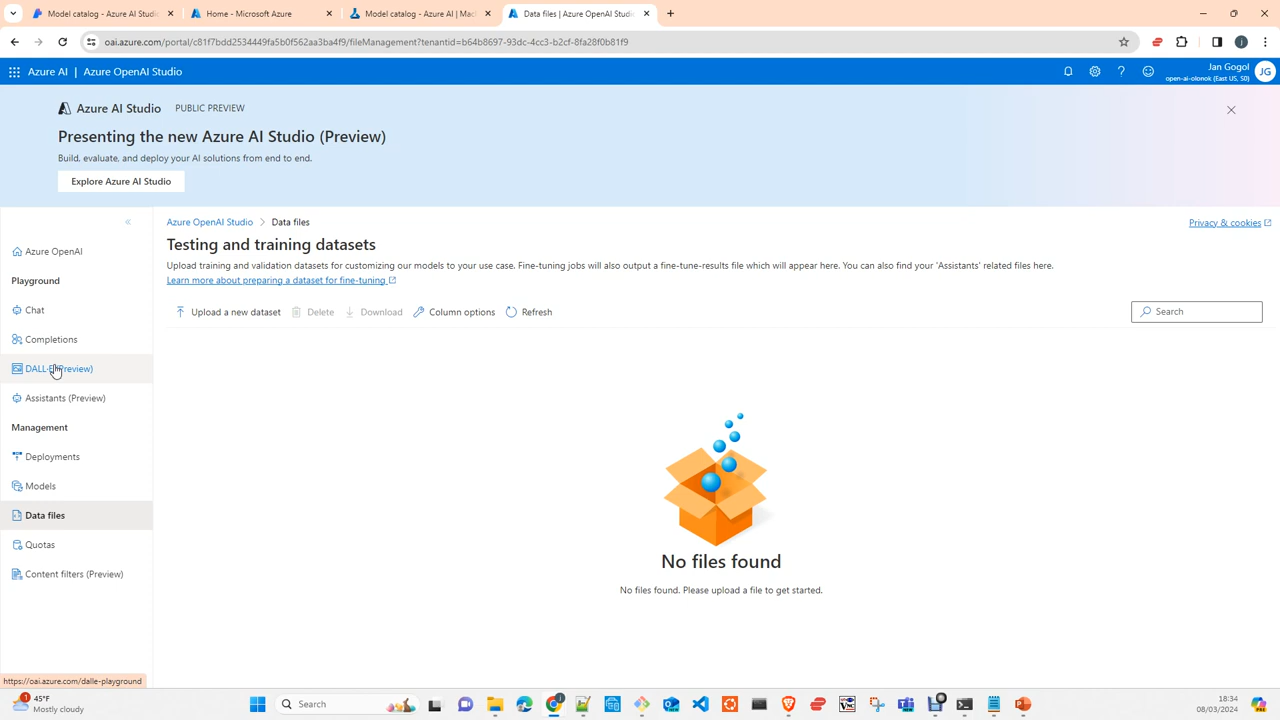 Model catalog - Azure AI Studio
Home - Microsoft Azure
Model catalog - Azure AI | Mach
Data files | Azure OpenAI Studio
oai.azure.com/portal/c81f7bdd2534449fa5b0f562aa3ba4f9/fileManagement?tenantid=b64b8697-93dc-4cc3-b2cf-8fa28f0b81f9
Azure AI | Azure OpenAI Studio
Jan Gogol
open-ai-olonok (East US, S0)
JG
Azure AI Studio PUBLIC PREVIEW
Presenting the new Azure AI Studio (Preview)
Build, evaluate, and deploy your AI solutions from end to end.
Explore Azure AI Studio
Azure OpenAI
Playground
Chat
Completions
DALL·E (Preview)
Assistants (Preview)
Management
Deployments
Models
Data files
Quotas
Content filters (Preview)
Azure OpenAI Studio > Data files
Privacy & cookies
Testing and training datasets
Upload training and validation datasets for customizing our models to your use case. Fine-tuning jobs will also output a fine-tune-results file which will appear here. You can also find your 'Assistants' related files here.
Learn more about preparing a dataset for fine-tuning
Upload a new dataset Delete Download Column options Refresh
Search
No files found
No files found. Please upload a file to get started.
https://oai.azure.com/dalle-playground
1
45°F
Mostly cloudy
Search
18:34
08/03/2024